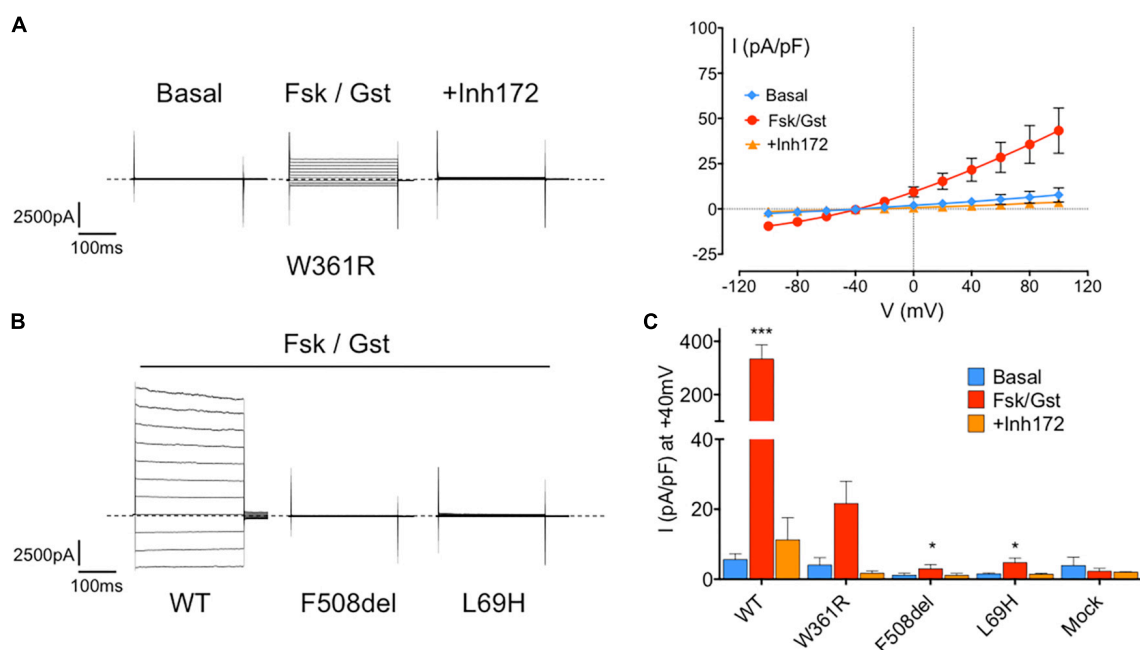 A
Basal
Fsk / Gst
+Inh172
2500pA
100ms
W361R
I (pA/pF)
Basal
Fsk/Gst
+Inh172
100
75
50
25
0
-25
-120
-80
-40
0
40
80
120
V (mV)
B
Fsk / Gst
2500pA
100ms
WT
F508del
L69H
C
I (pA/pF) at +40mV
400
200
40
20
0
***
*
*
Basal
Fsk/Gst
+Inh172
WT
W361R
F508del
L69H
Mock